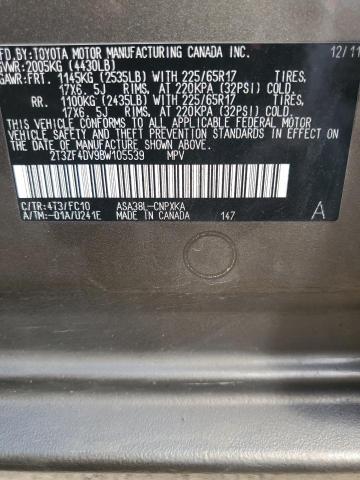 MFD.BY:TOYOTA MOTOR MANUFACTURING CANADA INC. 12/11
GVWR:2005KG (4430LB)
GAWR:FRT 1145KG (2535LB) WITH 225/65R17 TIRES,
17X6.5J RIMS, AT 220KPA (32PSI) COLD.
RR. 1100KG (2435LB) WITH 225/65R17 TIRES,
17X6.5J RIMS, AT 220KPA (32PSI) COLD.
THIS VEHICLE CONFORMS TO ALL APPLICABLE FEDERAL MOTOR
VEHICLE SAFETY AND THEFT PREVENTION STANDARDS IN EFFECT
ON THE DATE OF MANUFACTURE SHOWN ABOVE.
2T3ZF4DV9BW105539 MPV
C/TR:4T3/FC10 ASA38L-CNPXKA
A/TM:-01A/U241E MADE IN CANADA 147 A